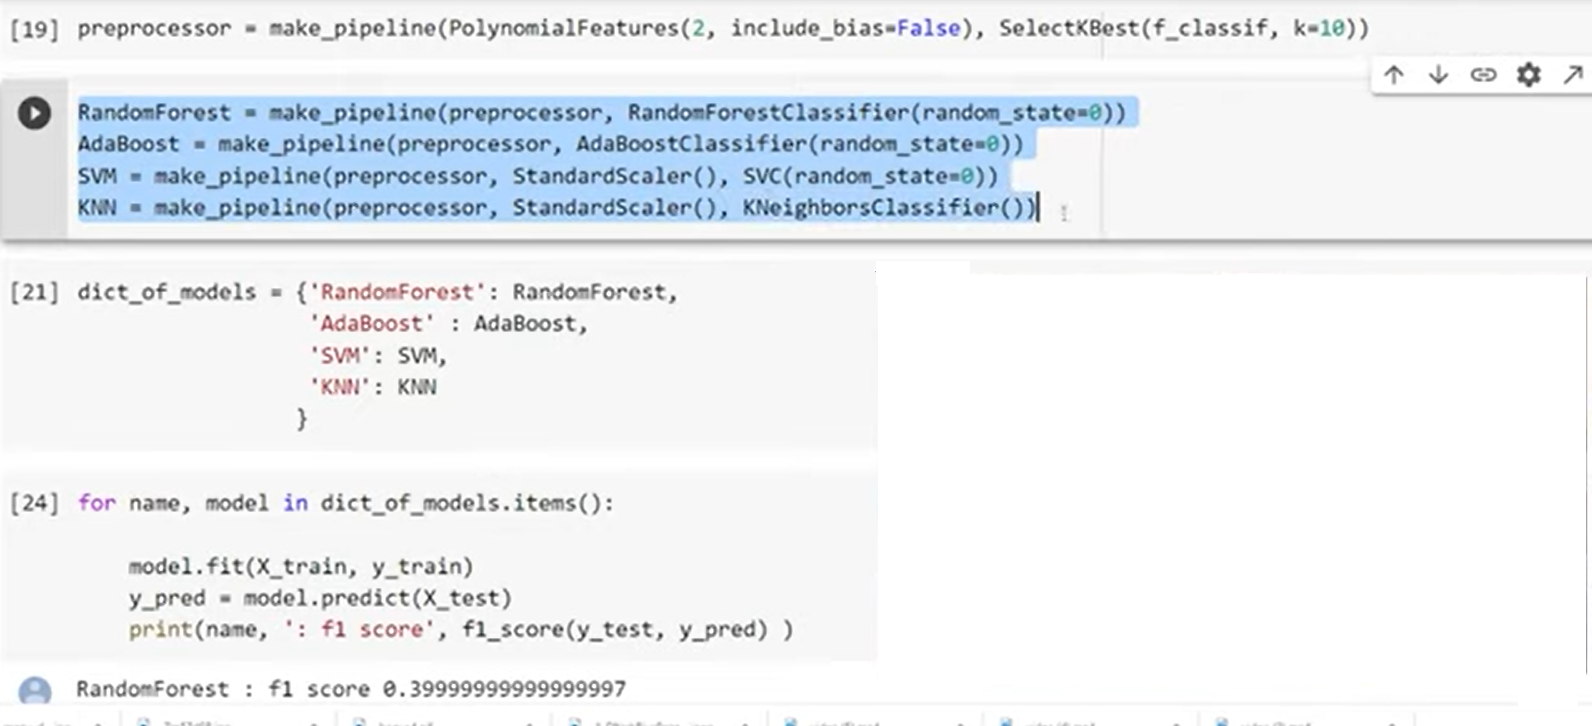 [19] preprocessor = make_pipeline(PolynomialFeatures(2, include_bias=False), SelectKBest(f_classif, k=10))
RandomForest = make_pipeline(preprocessor, RandomForestClassifier(random_state=0))
AdaBoost = make_pipeline(preprocessor, AdaBoostClassifier(random_state=0))
SVM = make_pipeline(preprocessor, StandardScaler(), SVC(random_state=0))
KNN = make_pipeline(preprocessor, StandardScaler(), KNeighborsClassifier())
[21] dict_of_models = {'RandomForest': RandomForest,
'AdaBoost' : AdaBoost,
'SVM': SVM,
'KNN': KNN
}
[24] for name, model in dict_of_models.items():
model.fit(X_train, y_train)
y_pred = model.predict(X_test)
print(name, ': f1 score', f1_score(y_test, y_pred) )
RandomForest : f1 score 0.39999999999999997